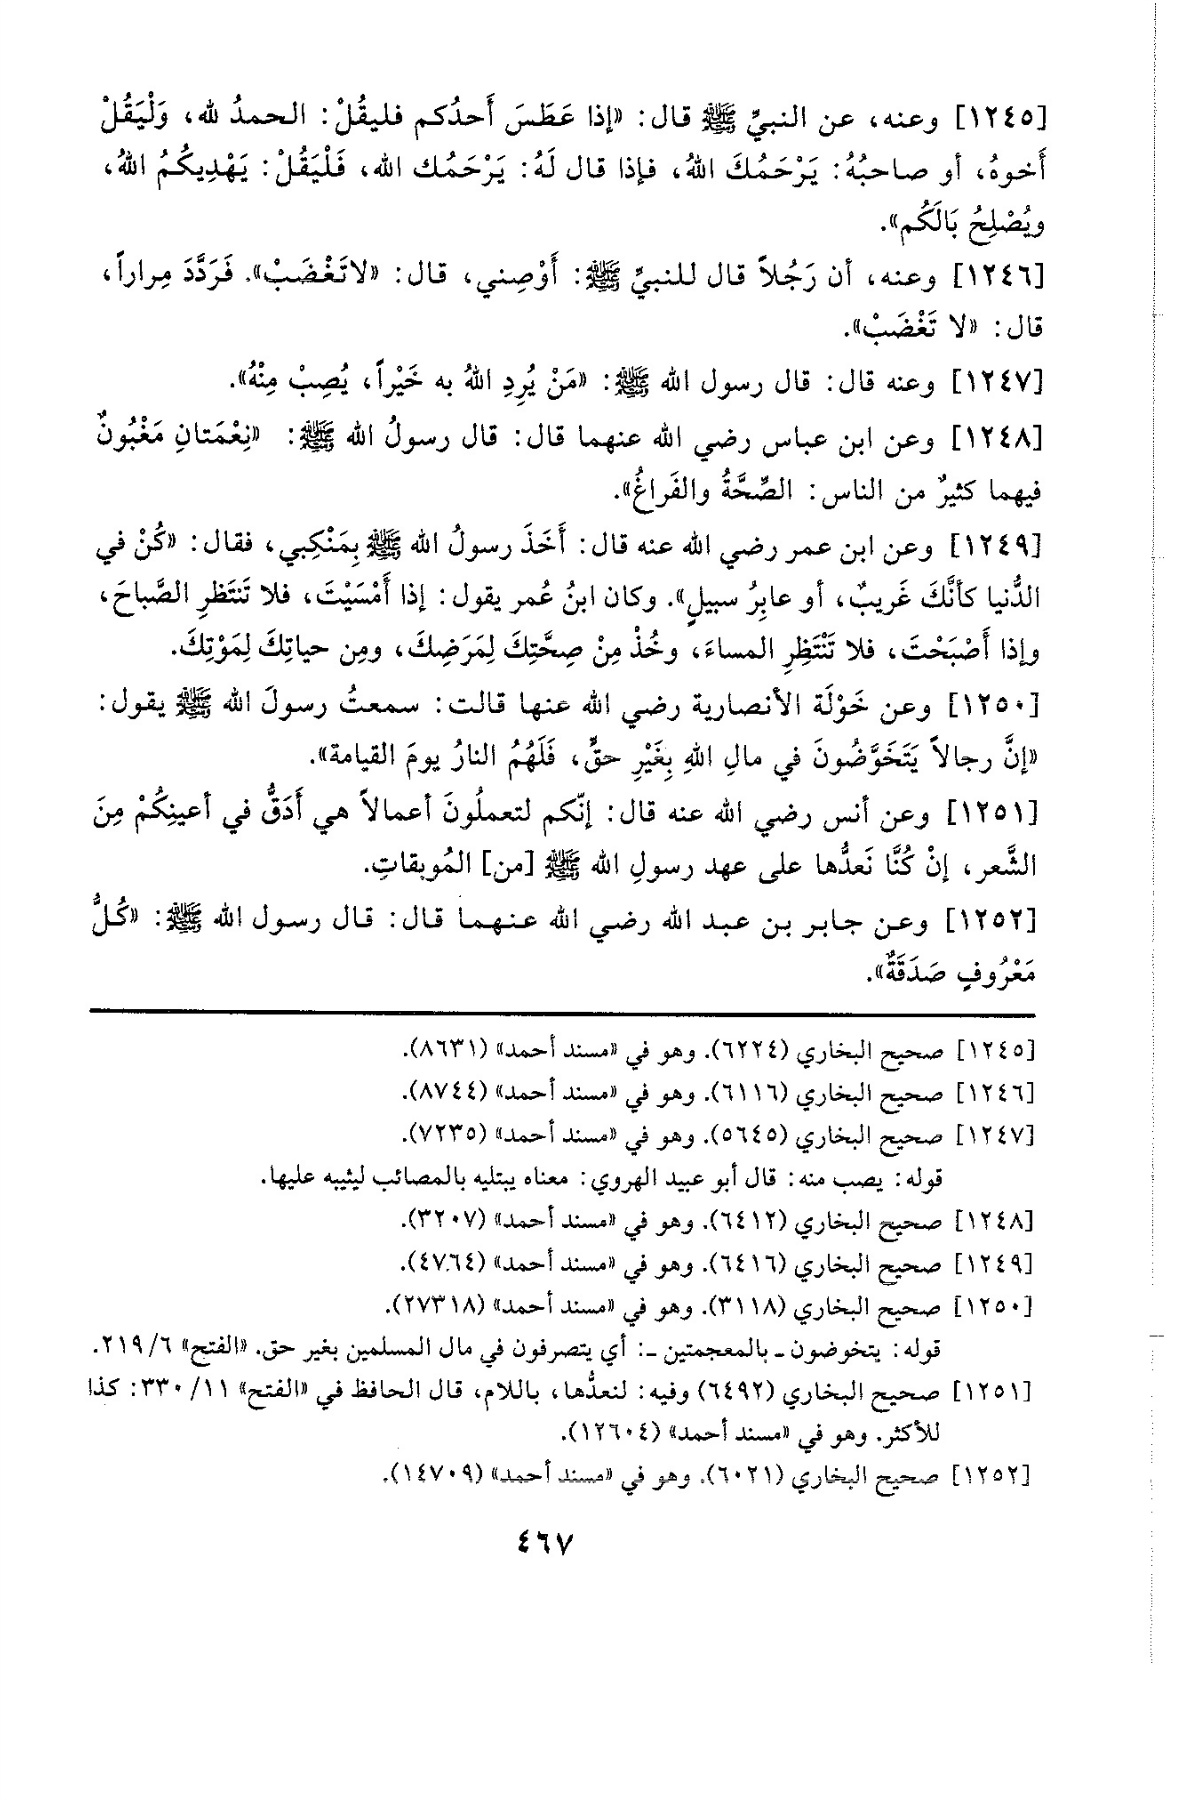 [١٢٤٥] وعنه، عن النبيِّ ﷺ قال: «إذا عَطَسَ أَحدُكم فليقُلْ: الحمدُ لله، وَلْيَقُلْ
أَخوهُ، أو صاحبُهُ: يَرْحَمُكَ اللهُ، فإذا قال لَهُ: يَرْحَمُك الله، فَلْيَقُلْ: يَهْدِيكُمُ اللهُ،
ويُصْلِحُ بَالَكُم».
[١٢٤٦] وعنه، أن رَجُلاً قال للنبيِّ ﷺ: أَوْصِني، قال: «لاتَغْضَبْ». فَرَدَّدَ مِراراً،
قال: «لا تَغْضَبْ».
[١٢٤٧] وعنه قال: قال رسول الله ﷺ: «مَنْ يُرِدِ اللهُ به خَيْراً، يُصِبْ مِنْهُ».
[١٢٤٨] وعن ابن عباس رضي الله عنهما قال: قال رسولُ الله ﷺ: «نِعْمَتانِ مَغْبُونٌ
فيهما كثيرٌ من الناس: الصِّحَّةُ والفَراغُ».
[١٢٤٩] وعن ابن عمر رضي الله عنه قال: أَخَذَ رسولُ الله ﷺ بِمَنْكِبي، فقال: «كُنْ في
الدُّنيا كأنَّكَ غَريبٌ، أو عابِرُ سبيلٍ». وكان ابنُ عُمر يقول: إذا أَمْسَيْتَ، فلا تَنتَظرِ الصَّباحَ،
وإذا أَصْبَحْتَ، فلا تَنْتَظِرِ المساءَ، وخُذْ مِنْ صِحَّتِكَ لِمَرَضِكَ، ومِن حياتِكَ لِمَوْتِكَ.
[١٢٥٠] وعن خَوْلَة الأنصارية رضي الله عنها قالت: سمعتُ رسولَ الله ﷺ يقول:
«إنَّ رجالاً يَتَخَوَّضُونَ في مالِ اللهِ بِغَيْرِ حقٍّ، فَلَهُمُ النارُ يومَ القيامة».
[١٢٥١] وعن أنس رضي الله عنه قال: إنّكم لتعملُونَ أعمالاً هي أَدَقُّ في أعينِكُمْ مِنَ
الشَّعر، إنْ كُنَّا نَعدُّها على عهد رسولِ الله ﷺ [من] المُوبقاتِ.
[١٢٥٢] وعن جابر بن عبد الله رضي الله عنهما قال: قال رسول الله ﷺ: «كُلُّ
مَعْرُوفٍ صَدَقَةٌ».
[١٢٤٥] صحيح البخاري (٦٢٢٤). وهو في «مسند أحمد» (٨٦٣١).
[١٢٤٦] صحيح البخاري (٦١١٦). وهو في «مسند أحمد» (٨٧٤٤).
[١٢٤٧] صحيح البخاري (٥٦٤٥). وهو في «مسند أحمد» (٧٢٣٥).
قوله: يصب منه: قال أبو عبيد الهروي: معناه يبتليه بالمصائب ليثيبه عليها.
[١٢٤٨] صحيح البخاري (٦٤١٢). وهو في «مسند أحمد» (٣٢٠٧).
[١٢٤٩] صحيح البخاري (٦٤١٦). وهو في «مسند أحمد» (٤٧٦٤).
[١٢٥٠] صحيح البخاري (٣١١٨). وهو في «مسند أحمد» (٢٧٣١٨).
قوله: يتخوضون ـ بالمعجمتين ـ: أي يتصرفون في مال المسلمين بغير حق. «الفتح» ٢١٩/٦.
[١٢٥١] صحيح البخاري (٦٤٩٢) وفيه: لنعدُّها، باللام، قال الحافظ في «الفتح» ٣٣٠/١١: كذا
للأكثر. وهو في «مسند أحمد» (١٢٦٠٤).
[١٢٥٢] صحيح البخاري (٦٠٢١). وهو في «مسند أحمد» (١٤٧٠٩).
٤٦٧